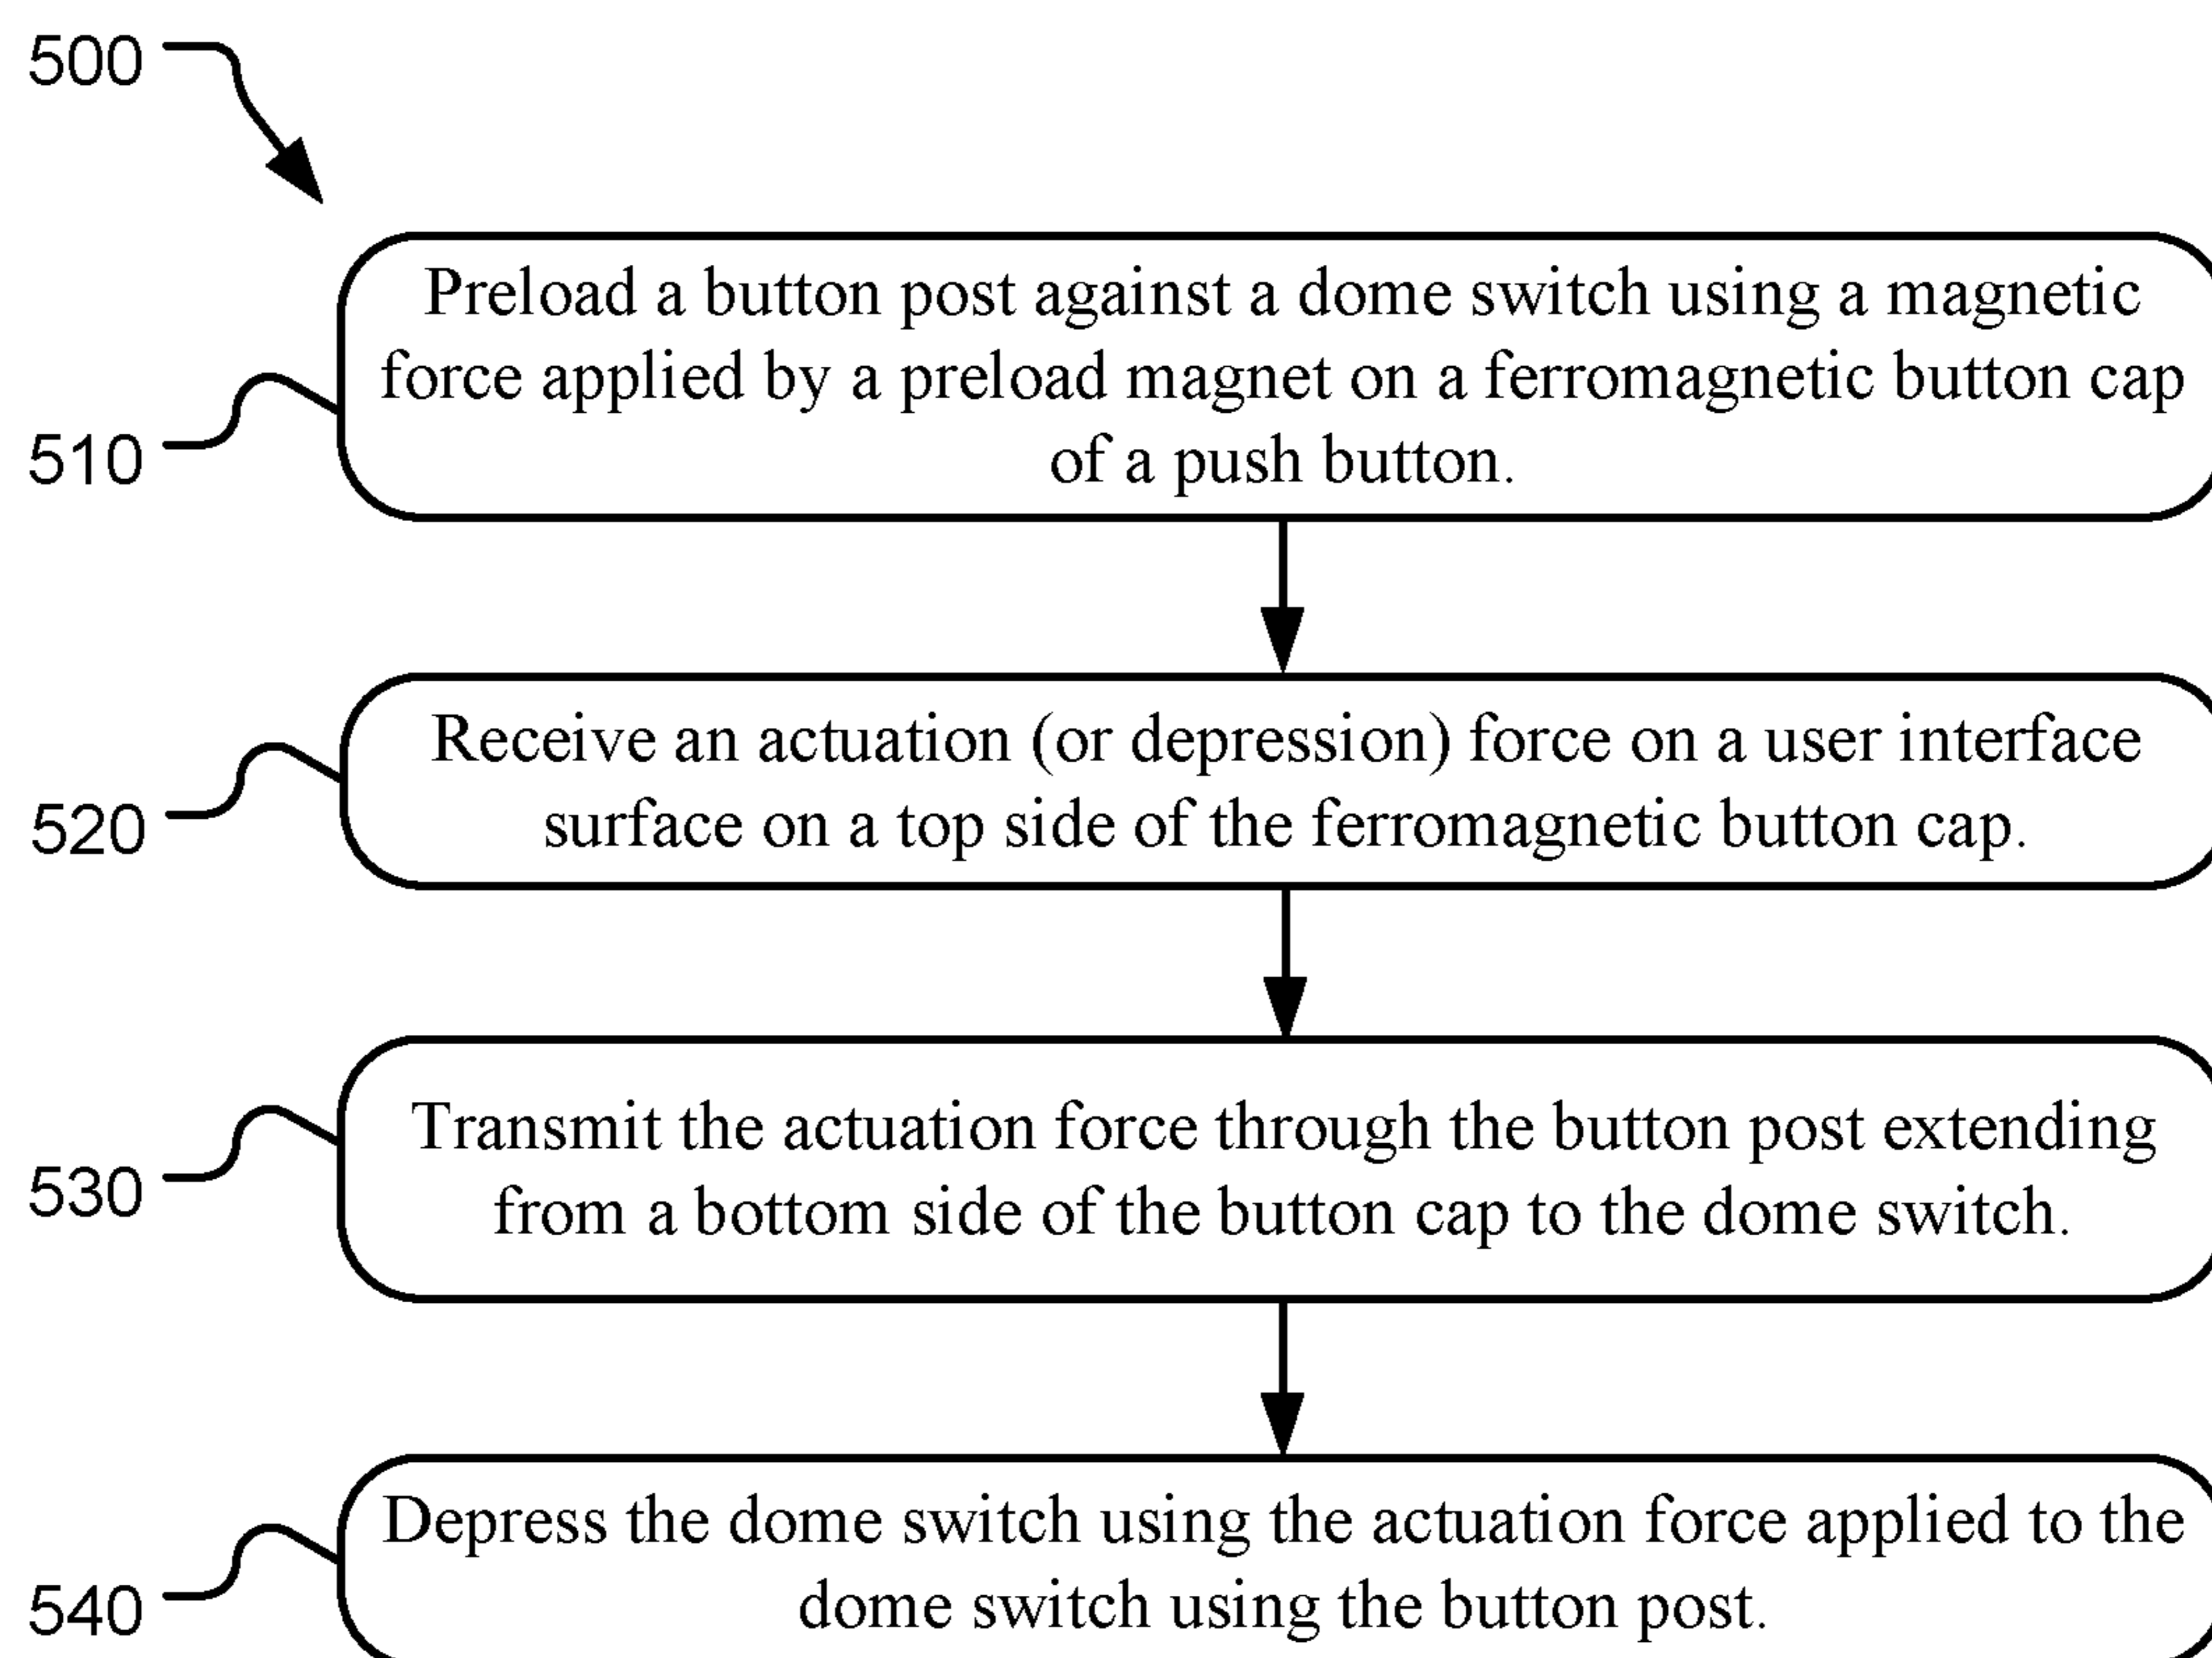 500
Preload a button post against a dome switch using a magnetic
force applied by a preload magnet on a ferromagnetic button cap
of a push button.
510
Receive an actuation (or depression) force on a user interface
surface on a top side of the ferromagnetic button cap.
520
Transmit the actuation force through the button post extending
from a bottom side of the button cap to the dome switch.
530
Depress the dome switch using the actuation force applied to the
dome switch using the button post.
540